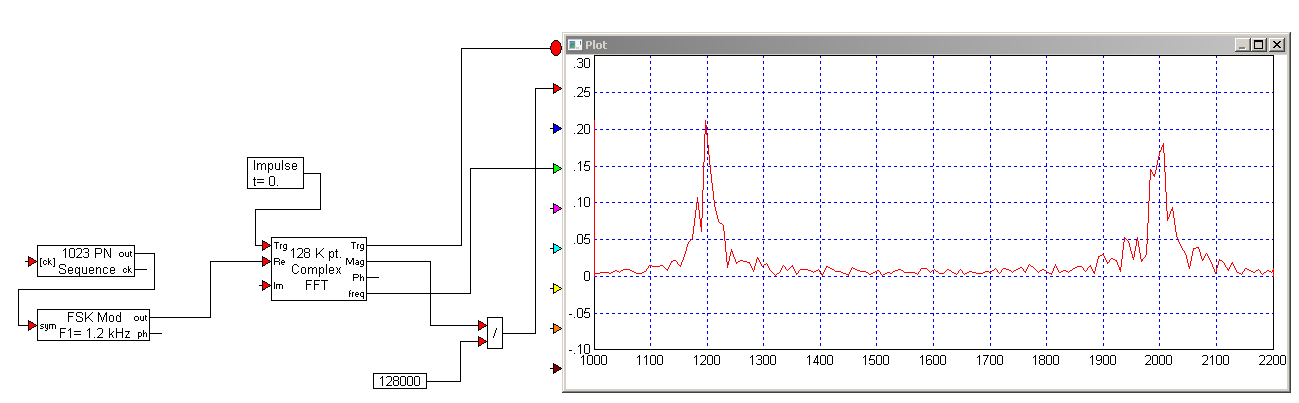 Plot
.30
.25
.20
.15
.10
.05
0
-.05
-.10
1000 1100 1200 1300 1400 1500 1600 1700 1800 1900 2000 2100 2200
Impulse
t= 0.
Trg 128 K pt. Trg
Re Complex Mag
Im FFT Ph
freq
1023 PN out
[ck] Sequence ck
FSK Mod out
sym F1= 1.2 kHz ph
/
128000